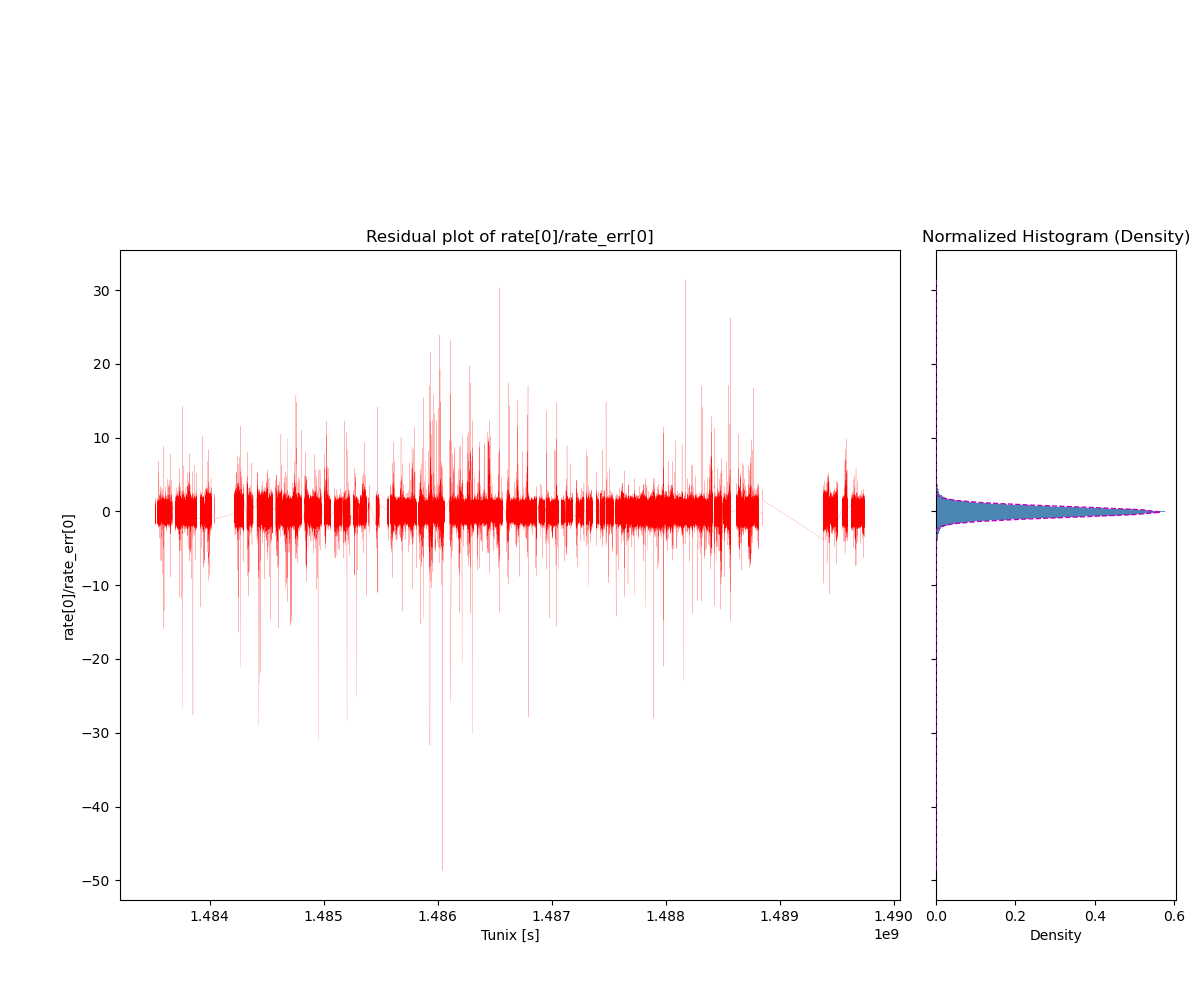 Residual plot of rate[0]/rate_err[0]
Normalized Histogram (Density)
rate[0]/rate_err[0]
30
20
10
0
−10
−20
−30
−40
−50
1.484 1.485 1.486 1.487 1.488 1.489 1.490
1e9
Tunix [s]
0.0 0.2 0.4 0.6
Density